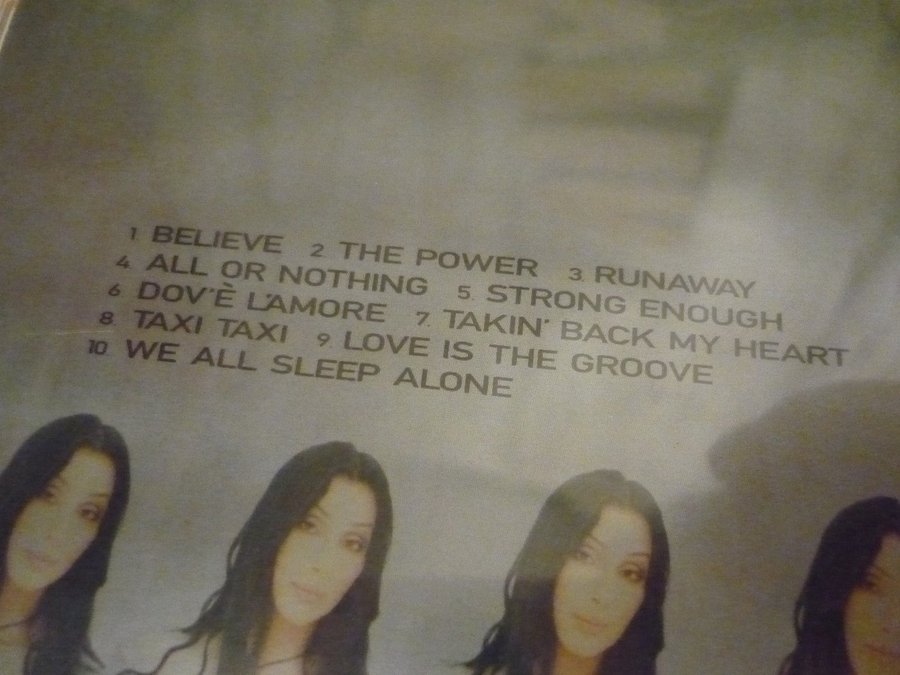 1. BELIEVE 2. THE POWER 3. RUNAWAY
4. ALL OR NOTHING 5. STRONG ENOUGH
6. DOV'È L'AMORE 7. TAKIN' BACK MY HEART
8. TAXI TAXI 9. LOVE IS THE GROOVE
10. WE ALL SLEEP ALONE